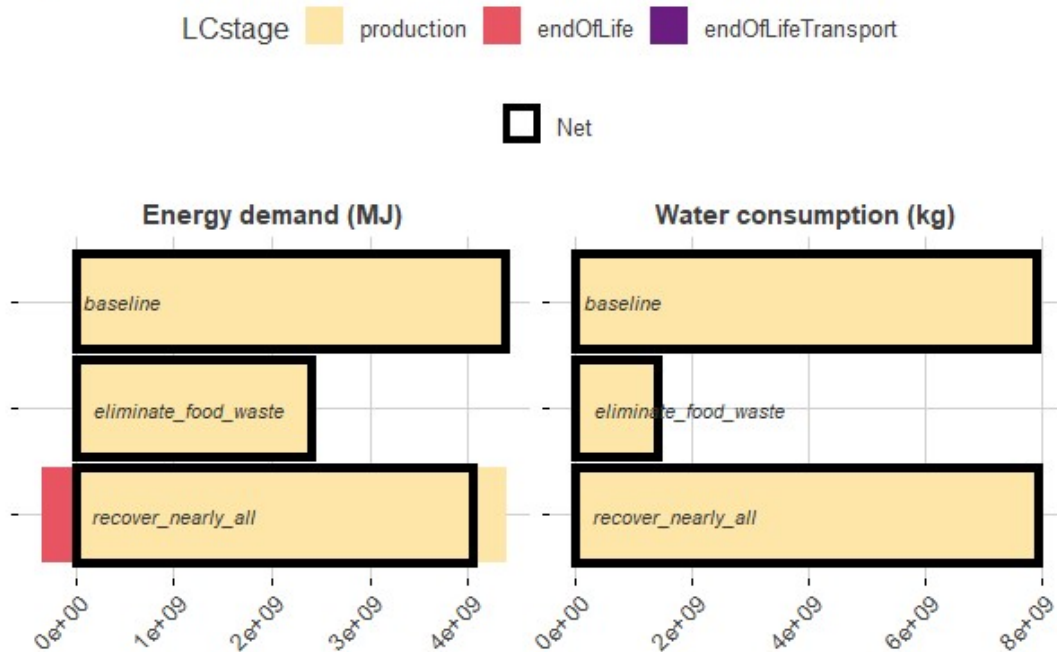 LCstage production endOfLife endOfLifeTransport
Net
Energy demand (MJ) Water consumption (kg)
baseline baseline
eliminate_food_waste eliminate_food_waste
recover_nearly_all recover_nearly_all
0e+00 1e+09 2e+09 3e+09 4e+09 0e+00 2e+09 4e+09 6e+09 8e+09